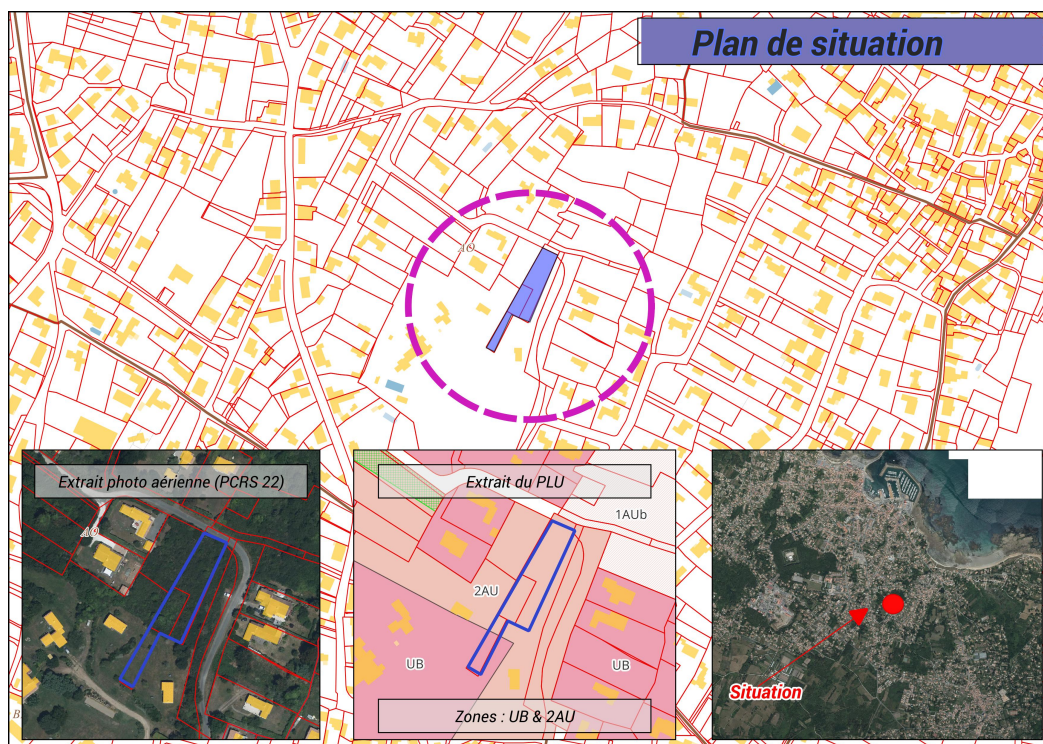 Plan de situation
AO
Extrait photo aérienne (PCRS 22)
AO
B
Extrait du PLU
1AUb
2AU
UB
UB
Zones : UB & 2AU
Situation